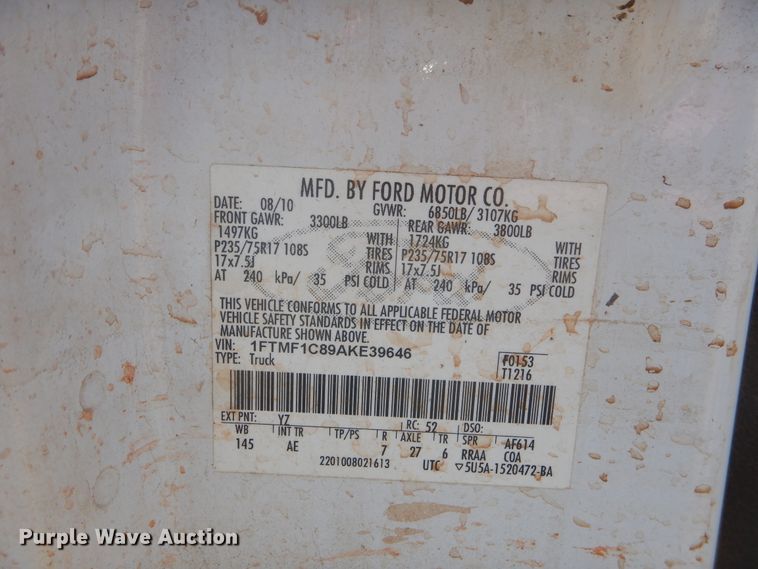 MFD. BY FORD MOTOR CO.
DATE: 08/10 GVWR: 6850LB/ 3107KG
FRONT GAWR: 3300LB REAR GAWR: 3800LB
1497KG WITH 1724KG WITH
P235/75R17 108S TIRES P235/75R17 108S TIRES
17x7.5J RIMS 17x7.5J RIMS
AT 240 kPa/ 35 PSI COLD AT 240 kPa/ 35 PSI COLD
Ford
THIS VEHICLE CONFORMS TO ALL APPLICABLE FEDERAL MOTOR
VEHICLE SAFETY STANDARDS IN EFFECT ON THE DATE OF
MANUFACTURE SHOWN ABOVE.
VIN: 1FTMF1C89AKE39646 F0153
TYPE: Truck T1216
EXT PNT: YZ RC: 52 DSO:
WB INT TR TP/PS R AXLE TR SPR AF614
145 AE 7 27 6 RRAA COA
2201008021613 UTC ▽5U5A-1520472-BA
Purple Wave Auction